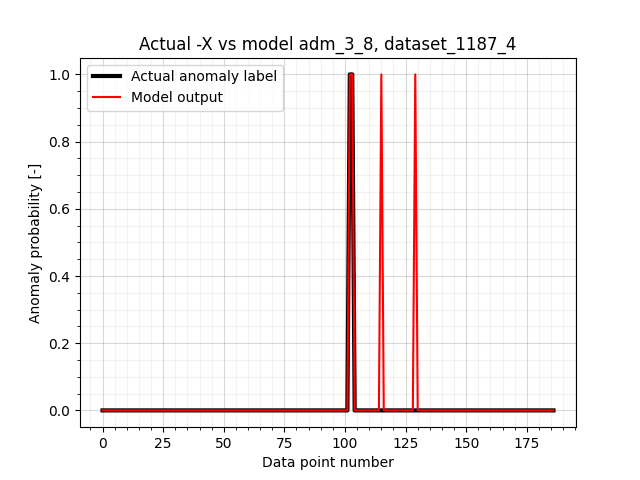 Actual -X vs model adm_3_8, dataset_1187_4
Actual anomaly label
Model output
1.0
0.8
0.6
0.4
0.2
0.0
Anomaly probability [-]
0 25 50 75 100 125 150 175
Data point number